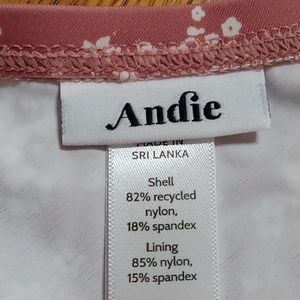 Andie
MADE IN
SRI LANKA
Shell
82% recycled
nylon,
18% spandex
Lining
85% nylon,
15% spandex